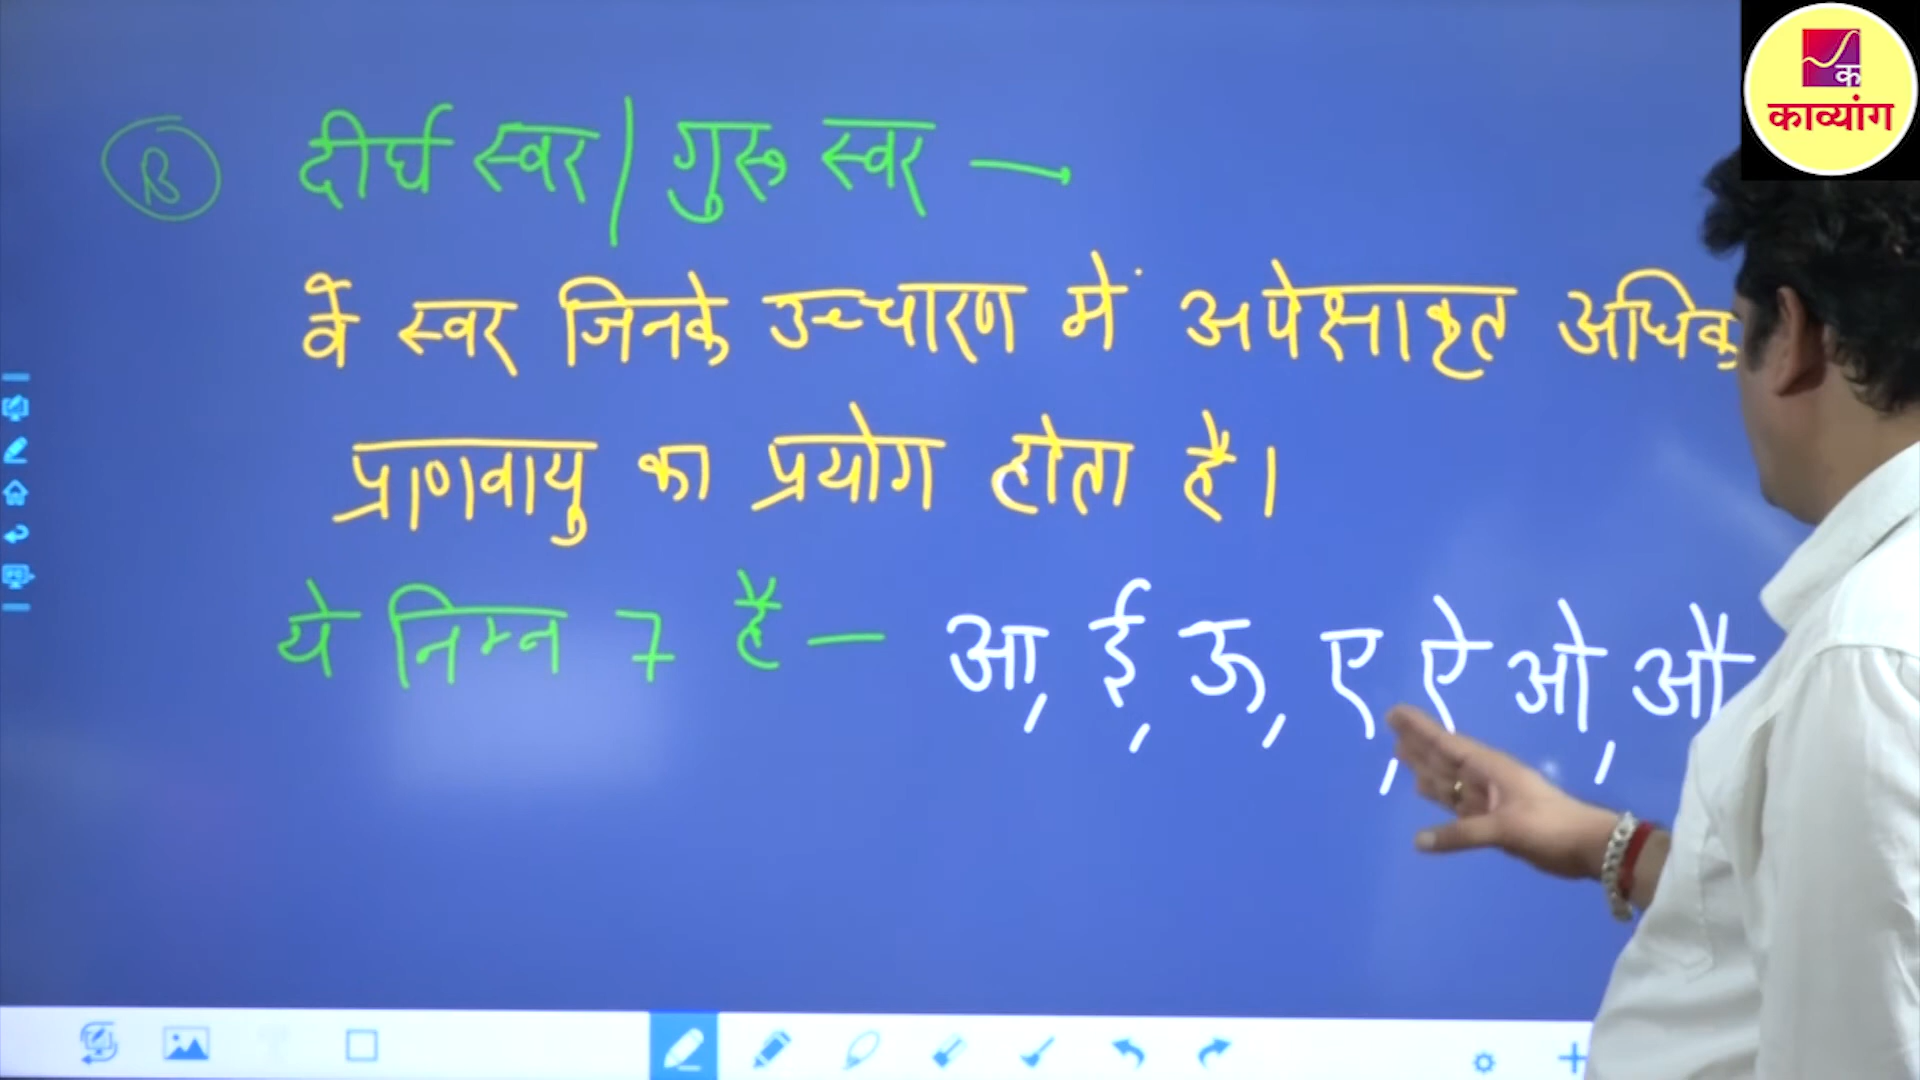 क
काव्यांग
B दीर्घ स्वर / गुरु स्वर →
वे स्वर जिनके उच्चारण में अपेक्षाकृत अधिक
प्राणवायु का प्रयोग होता है।
ये निम्न 7 हैं — आ, ई, ऊ, ए, ऐ ओ, औ